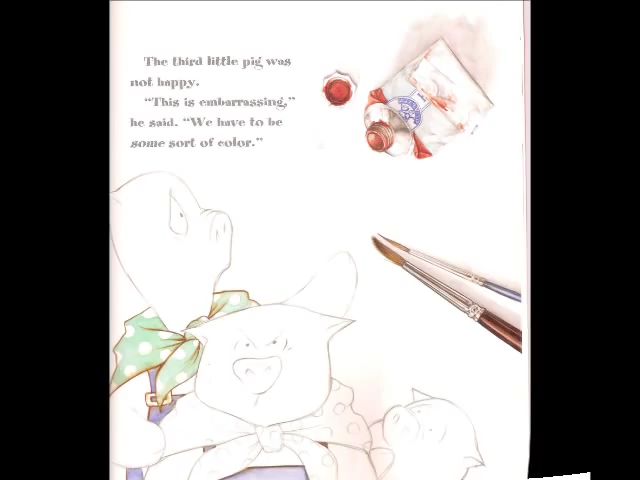 The third little pig was
not happy.
“This is embarrassing,”
he said. “We have to be
some sort of color.”